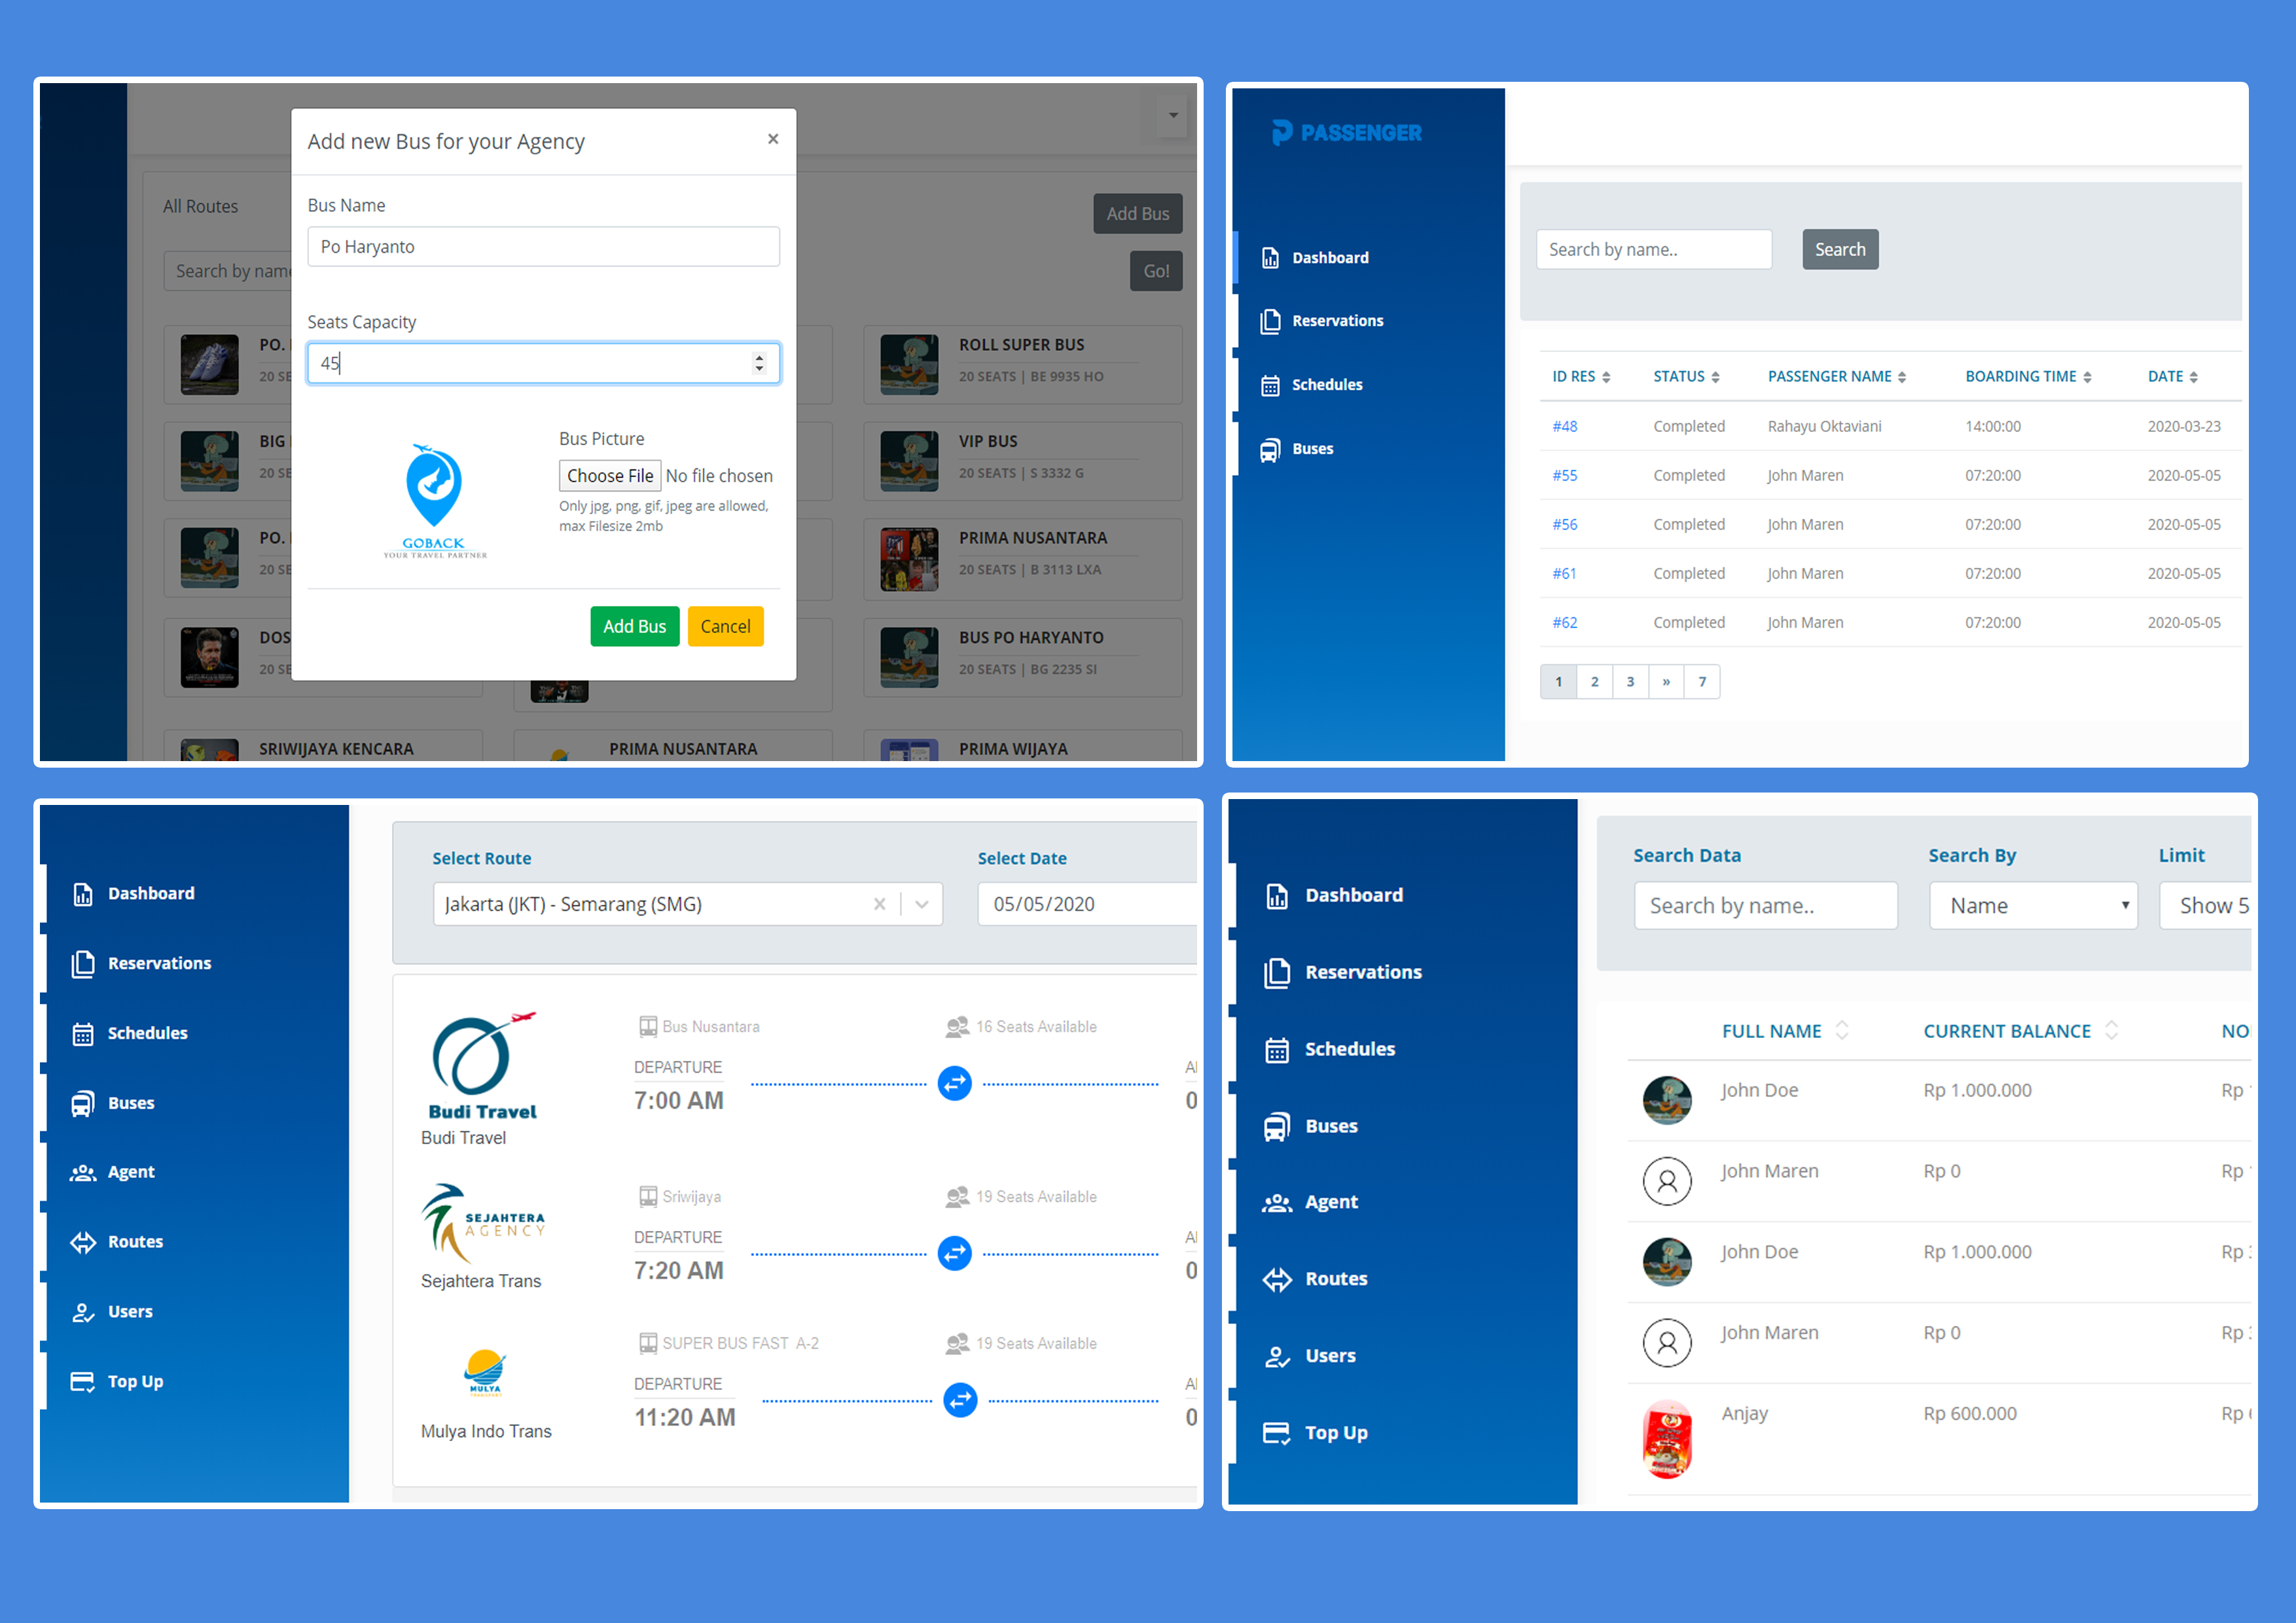 Add new Bus for your Agency ×
Bus Name
Po Haryanto
Seats Capacity
45
Bus Picture
Choose File No file chosen
Only jpg, png, gif, jpeg are allowed,
max Filesize 2mb
GOBACK
YOUR TRAVEL PARTNER
Add Bus Cancel
All Routes
Add Bus
Search by name
Go!
PO.
20 SE
ROLL SUPER BUS
20 SEATS | BE 9935 HO
BIG
20 SE
VIP BUS
20 SEATS | S 3332 G
PO.
20 SE
PRIMA NUSANTARA
20 SEATS | B 3113 LXA
DOS
20 SE
BUS PO HARYANTO
20 SEATS | BG 2235 SI
SRIWIJAYA KENCARA
PRIMA NUSANTARA
PRIMA WIJAYA
PASSENGER
Dashboard
Reservations
Schedules
Buses
Search by name..
Search
ID RES STATUS PASSENGER NAME BOARDING TIME DATE
#48 Completed Rahayu Oktaviani 14:00:00 2020-03-23
#55 Completed John Maren 07:20:00 2020-05-05
#56 Completed John Maren 07:20:00 2020-05-05
#61 Completed John Maren 07:20:00 2020-05-05
#62 Completed John Maren 07:20:00 2020-05-05
1 2 3 » 7
Dashboard
Reservations
Schedules
Buses
Agent
Routes
Users
Top Up
Select Route
Select Date
Jakarta (JKT) - Semarang (SMG)
05/05/2020
Budi Travel
Budi Travel
Bus Nusantara
16 Seats Available
DEPARTURE
7:00 AM
SEJAHTERA
AGENCY
Sejahtera Trans
Sriwijaya
19 Seats Available
DEPARTURE
7:20 AM
MULYA
Mulya Indo Trans
SUPER BUS FAST A-2
19 Seats Available
DEPARTURE
11:20 AM
Dashboard
Reservations
Schedules
Buses
Agent
Routes
Users
Top Up
Search Data Search By Limit
Search by name.. Name Show 5
FULL NAME CURRENT BALANCE NO
John Doe Rp 1.000.000 Rp
John Maren Rp 0 Rp
John Doe Rp 1.000.000 Rp
John Maren Rp 0 Rp
Anjay Rp 600.000 Rp